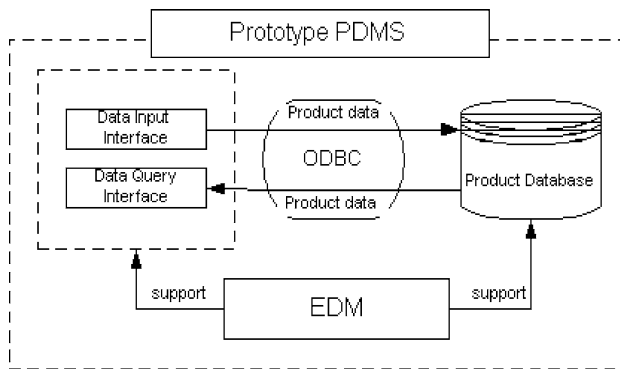 Prototype PDMS
Data Input
Interface
Product data
ODBC
Data Query
Interface
Product data
Product Database
support
EDM
support